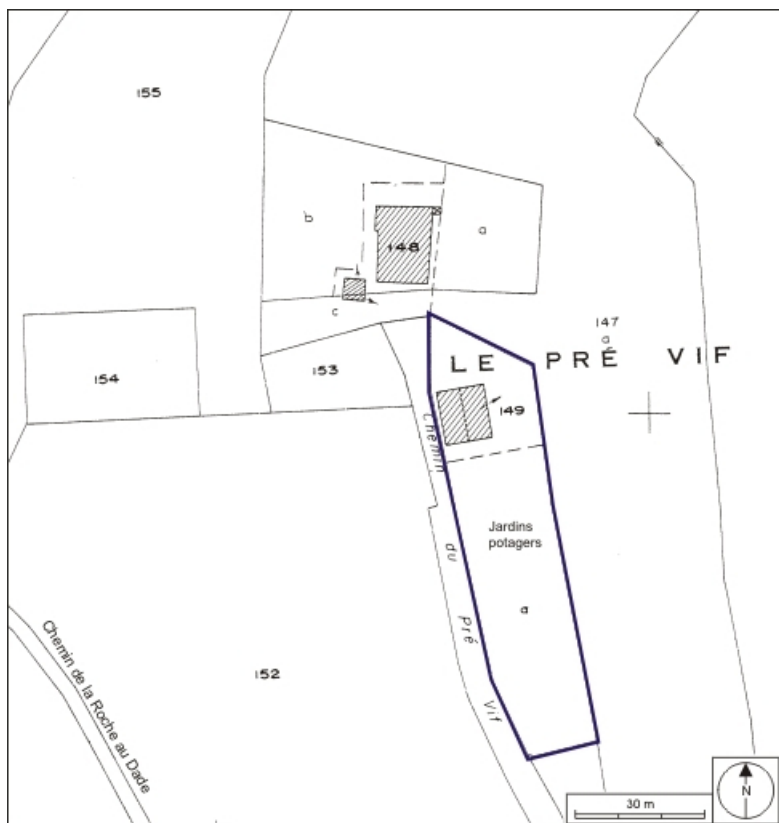 155
b
148
a
c
147
a
LE PRÉ VIF
154
153
149
Chemin du pré Vif
Jardins
potagers
a
152
Chemin de la Roche au Dade
30 m
N